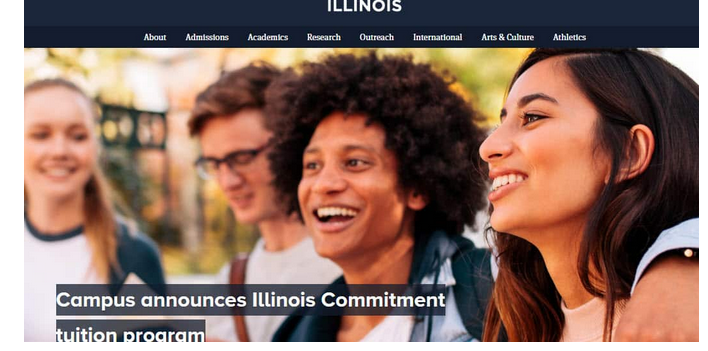 ILLINOIS
About Admissions Academics Research Outreach International Arts & Culture Athletics
Campus announces Illinois Commitment
tuition program